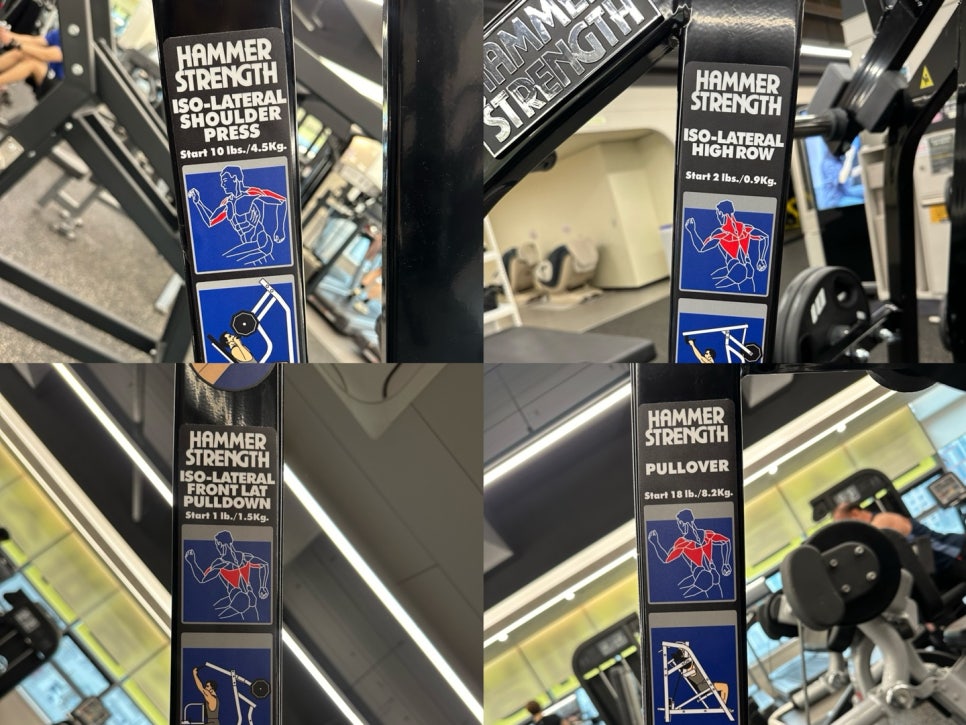 HAMMER
STRENGTH
ISO-LATERAL
SHOULDER
PRESS
Start 10 lbs./4.5Kg.
HAMMER
STRENGTH
HAMMER
STRENGTH
ISO-LATERAL
HIGH ROW
Start 2 lbs./0.9Kg.
10
HAMMER
STRENGTH
ISO-LATERAL
FRONT LAT
PULLDOWN
Start 1 lb./1.5Kg.
HAMMER
STRENGTH
PULLOVER
Start 18 lb./8.2Kg.